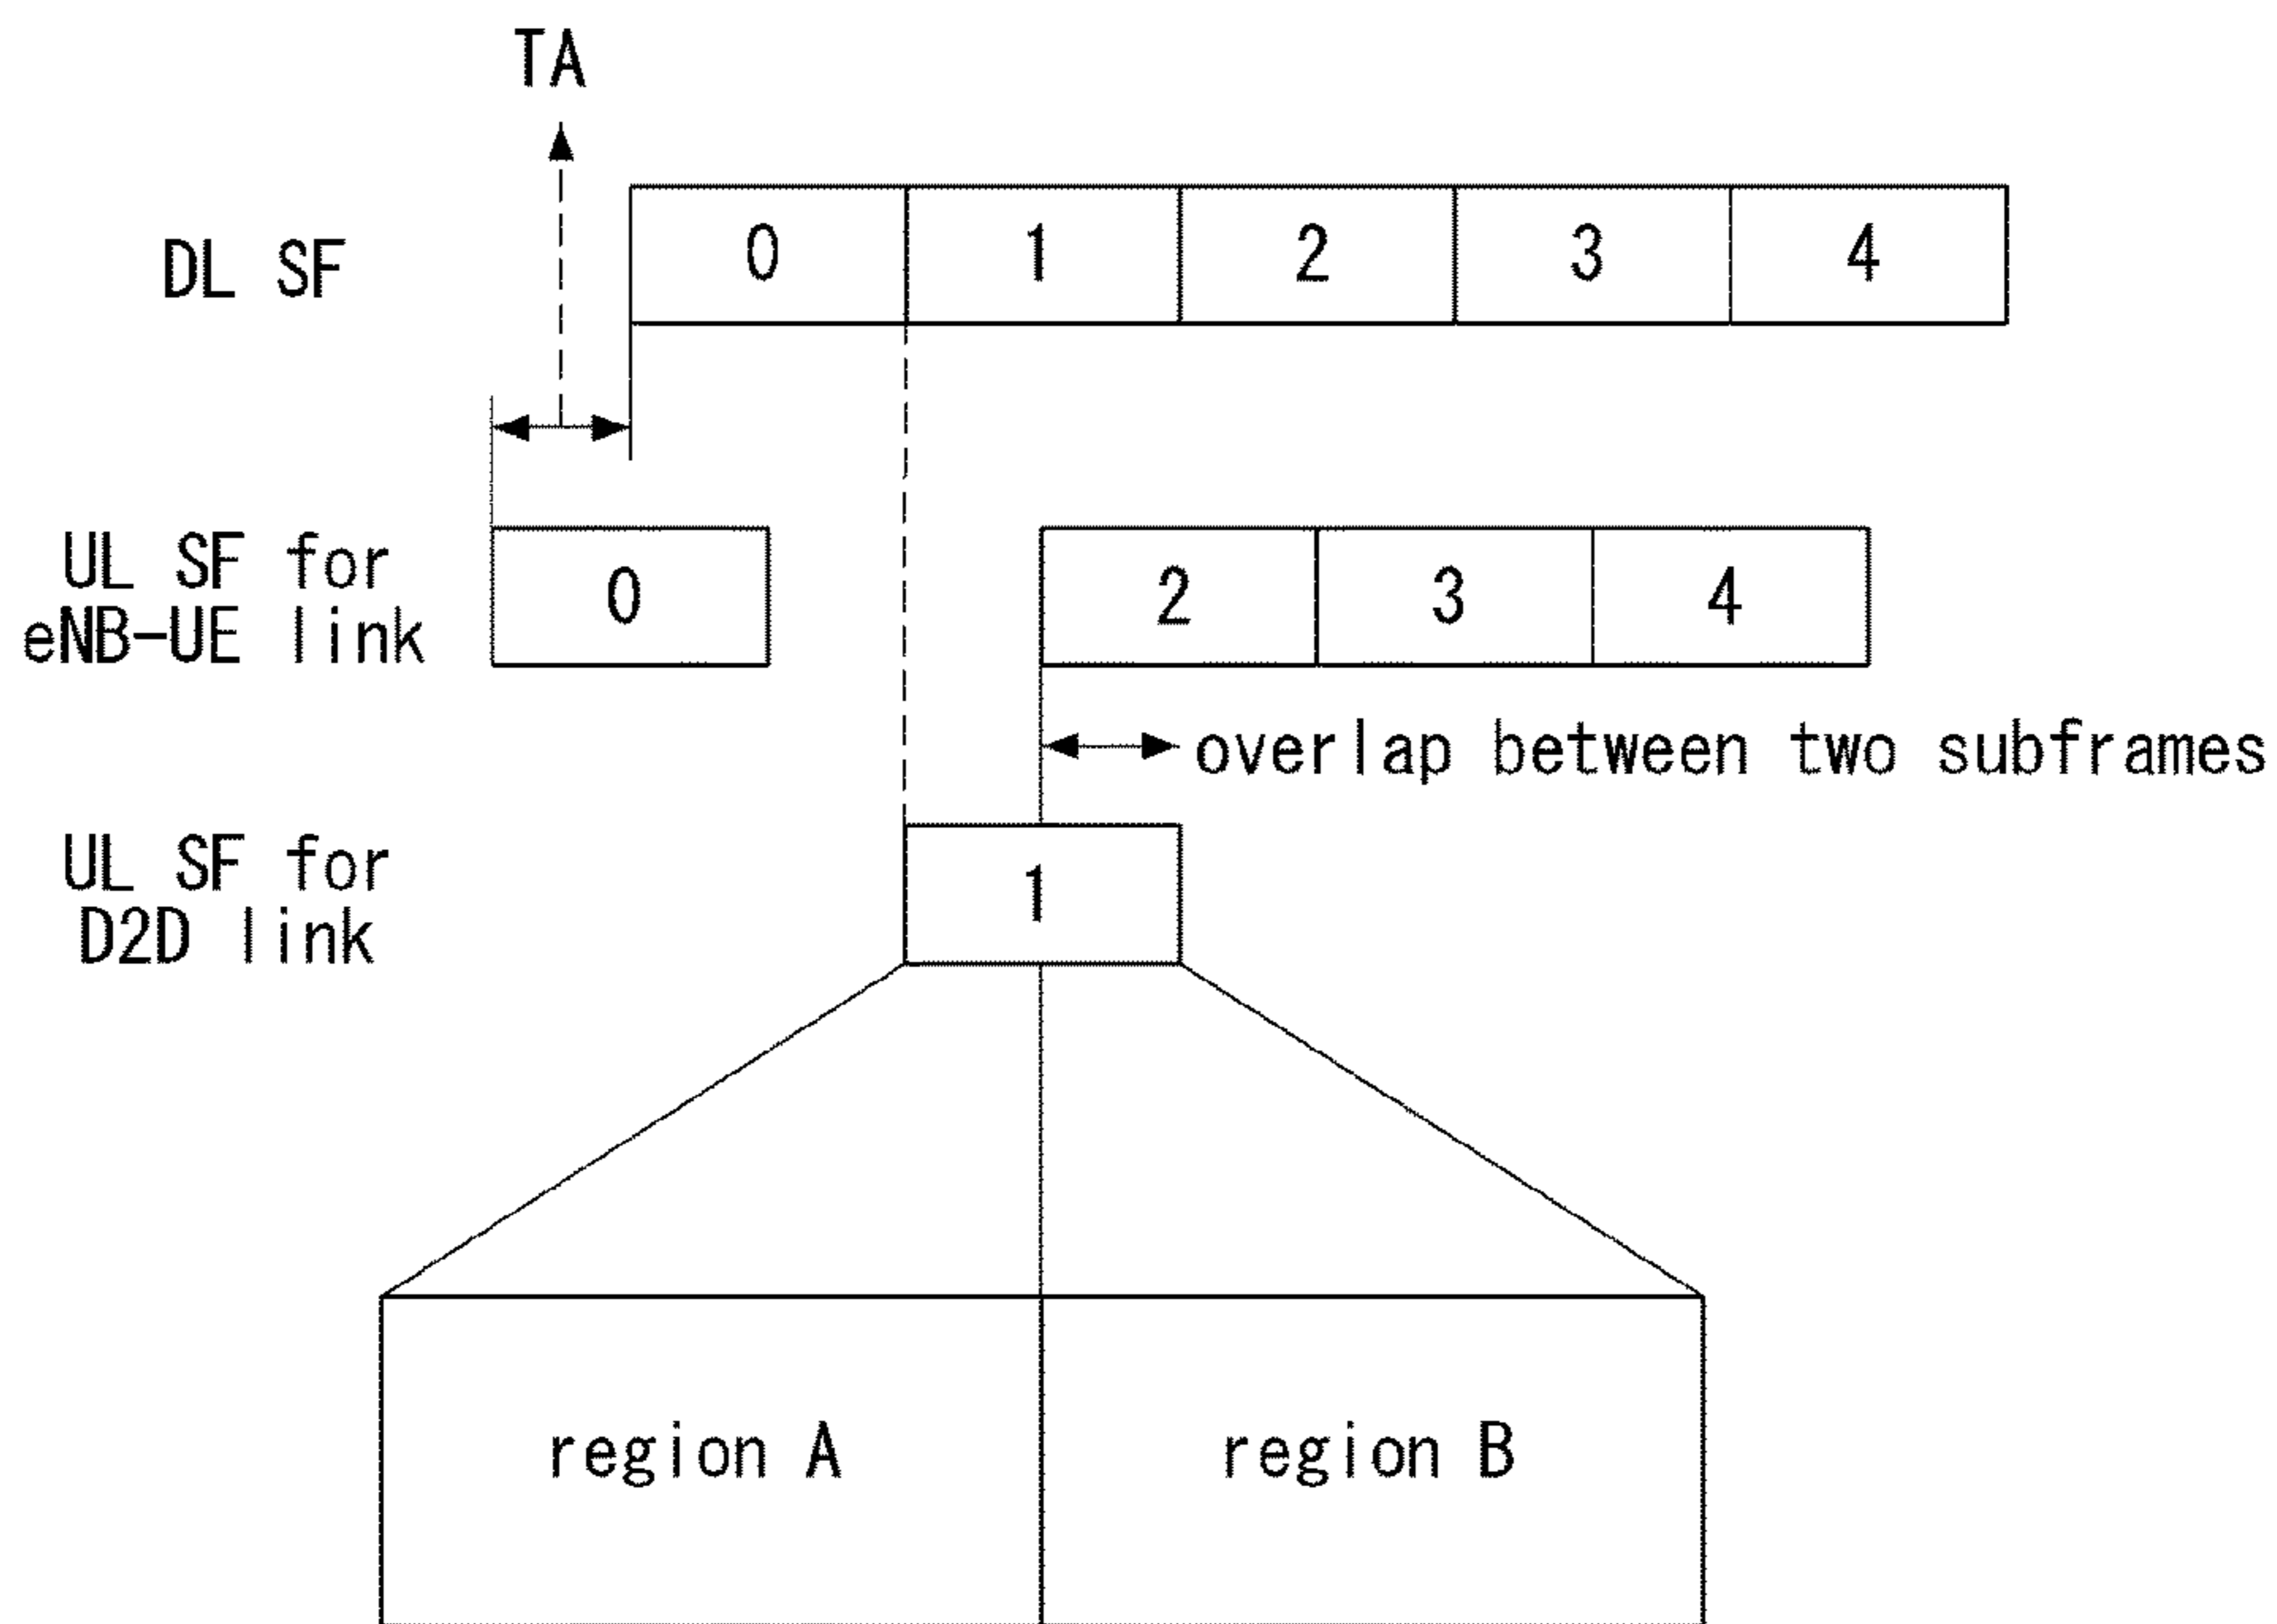 TA
DL SF
0 1 2 3 4
UL SF for
eNB-UE link
0 2 3 4
overlap between two subframes
UL SF for
D2D link
1
region A
region B